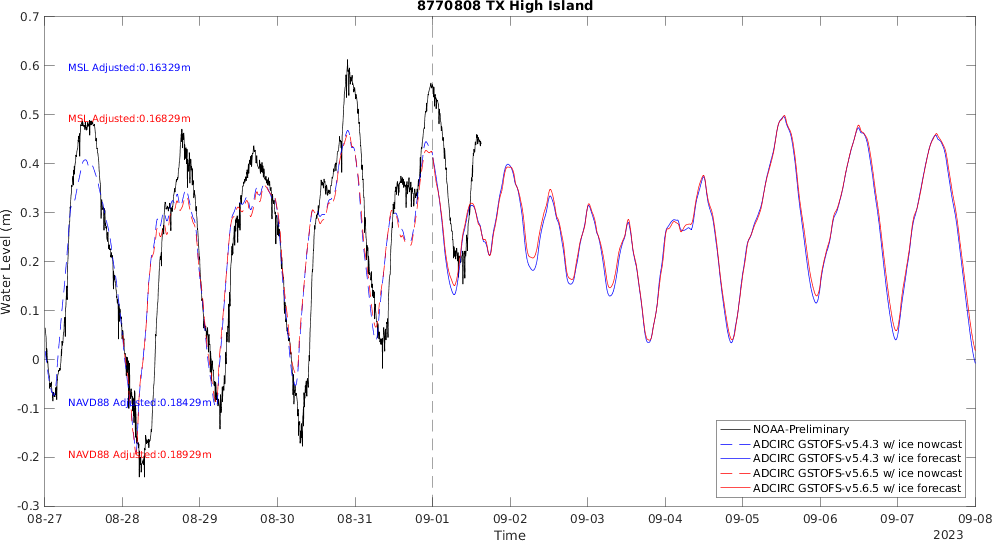 8770808 TX High Island
0.7
0.6
0.5
0.4
0.3
0.2
0.1
0
-0.1
-0.2
-0.3
Water Level (m)
MSL Adjusted:0.16329m
MSL Adjusted:0.16829m
NAVD88 Adjusted:0.18429m
NAVD88 Adjusted:0.18929m
NOAA-Preliminary
ADCIRC GSTOFS-v5.4.3 w/ ice nowcast
ADCIRC GSTOFS-v5.4.3 w/ ice forecast
ADCIRC GSTOFS-v5.6.5 w/ ice nowcast
ADCIRC GSTOFS-v5.6.5 w/ ice forecast
08-27 08-28 08-29 08-30 08-31 09-01 09-02 09-03 09-04 09-05 09-06 09-07 09-08
Time
2023